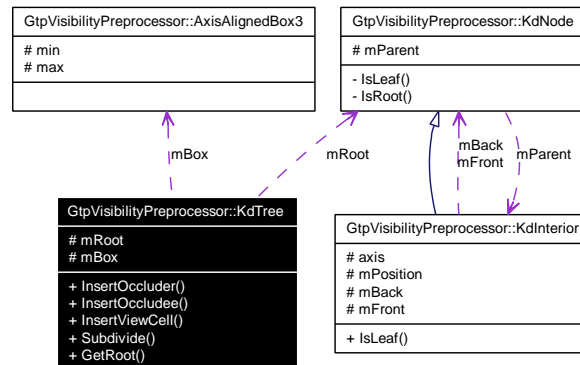 GtpVisibilityPreprocessor::AxisAlignedBox3
# min
# max
GtpVisibilityPreprocessor::KdNode
# mParent
- IsLeaf()
- IsRoot()
mBox
mRoot
mBack
mFront
mParent
GtpVisibilityPreprocessor::KdTree
# mRoot
# mBox
+ InsertOccluder()
+ InsertOccludee()
+ InsertViewCell()
+ Subdivide()
+ GetRoot()
GtpVisibilityPreprocessor::KdInterior
# axis
# mPosition
# mBack
# mFront
+ IsLeaf()